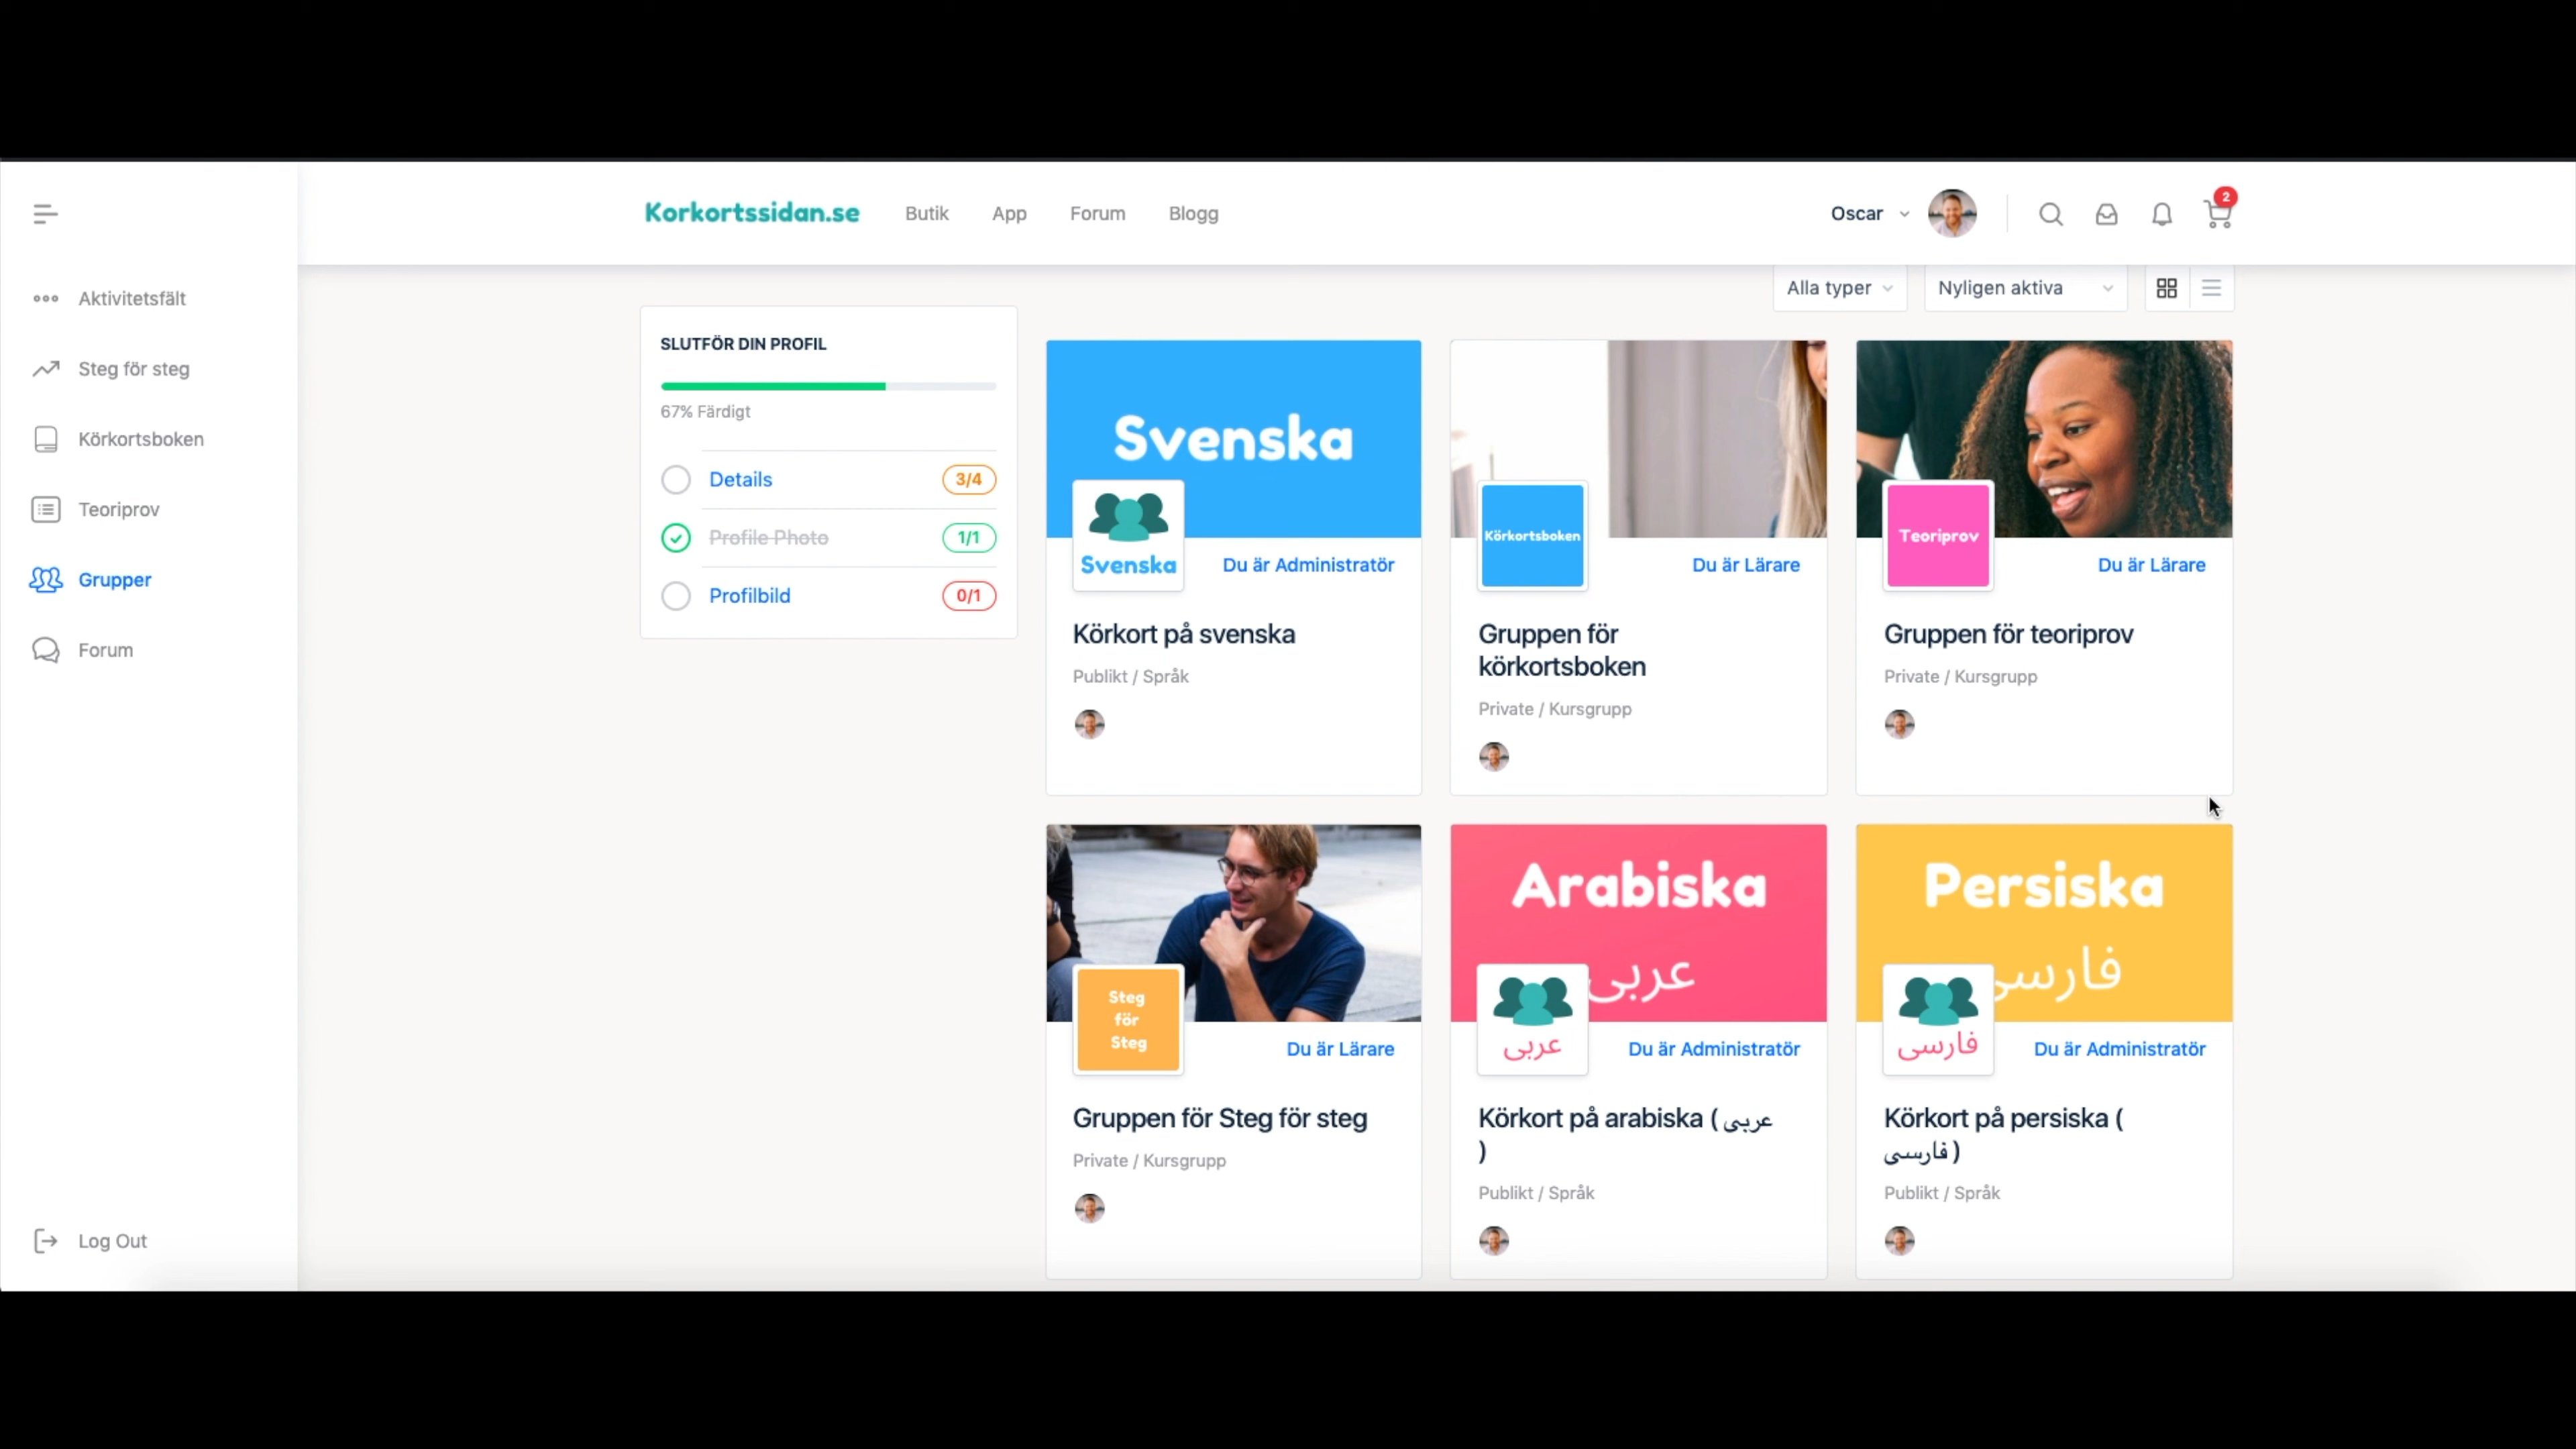 Korkortssidan.se
Butik
App
Forum
Blogg
Oscar
2
Aktivitetsfält
Steg för steg
Körkortsboken
Teoriprov
Grupper
Forum
Log Out
Alla typer
Nyligen aktiva
SLUTFÖR DIN PROFIL
67% Färdigt
Details
3/4
Profile Photo
1/1
Profilbild
0/1
Svenska
Svenska
Du är Administratör
Körkort på svenska
Publikt / Språk
Körkortsboken
Du är Lärare
Gruppen för
körkortsboken
Private / Kursgrupp
Teoriprov
Du är Lärare
Gruppen för teoriprov
Private / Kursgrupp
Steg
för
Steg
Du är Lärare
Gruppen för Steg för steg
Private / Kursgrupp
Arabiska
عربى
عربى
Du är Administratör
Körkort på arabiska ( عربى
)
Publikt / Språk
Persiska
فارسی
فارسی
Du är Administratör
Körkort på persiska (
فارسی )
Publikt / Språk